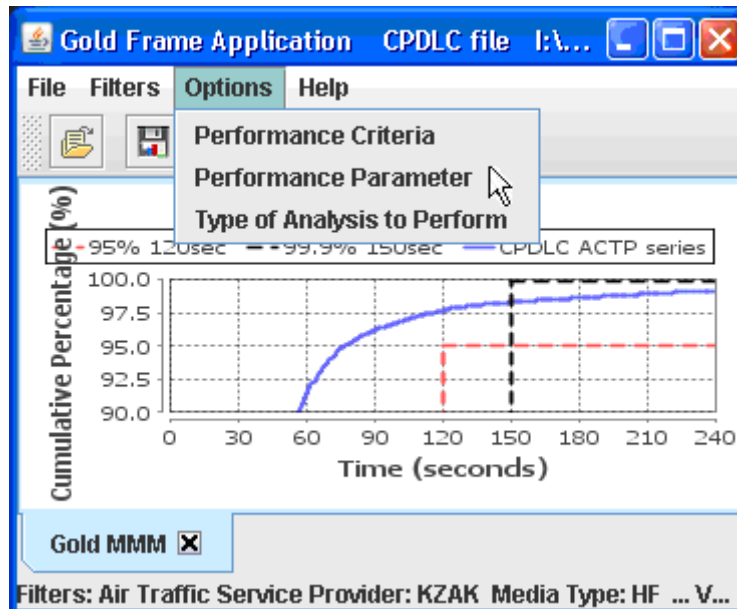 Gold Frame Application CPDLC file I:\...
File Filters Options Help
Performance Criteria
Performance Parameter
Type of Analysis to Perform
95% 120sec 99.9% 150sec CPDLC ACTP series
Cumulative Percentage (%)
100.0
97.5
95.0
92.5
90.0
0 30 60 90 120 150 180 210 240
Time (seconds)
Gold MMM
Filters: Air Traffic Service Provider: KZAK Media Type: HF ... V...